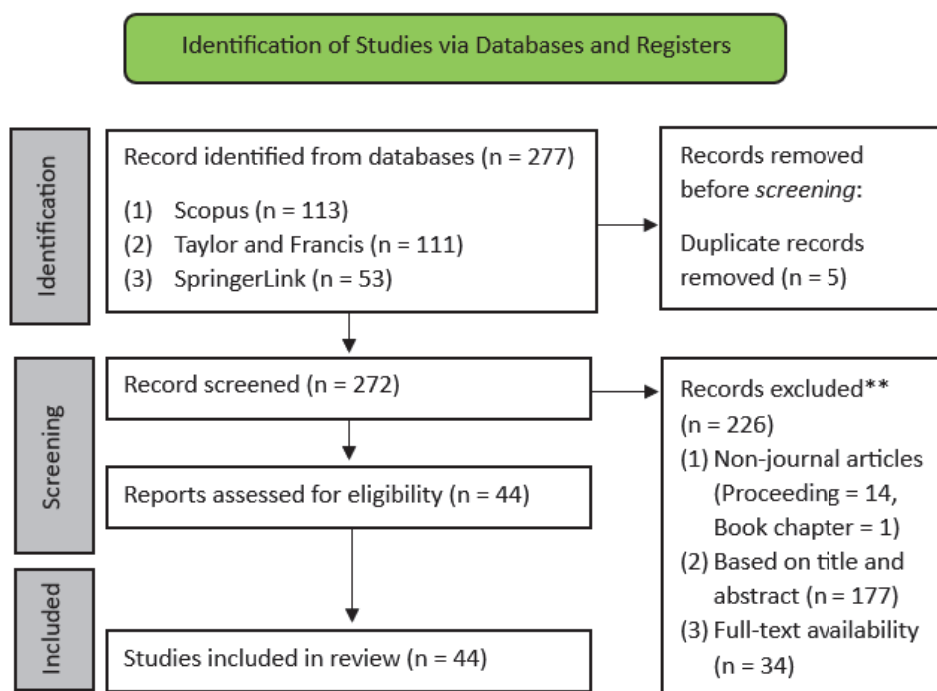 Identification of Studies via Databases and Registers
Identification
Record identified from databases (n = 277)
(1) Scopus (n = 113)
(2) Taylor and Francis (n = 111)
(3) SpringerLink (n = 53)
Records removed
before screening:
Duplicate records
removed (n = 5)
Screening
Record screened (n = 272)
Reports assessed for eligibility (n = 44)
Records excluded**
(n = 226)
(1) Non-journal articles
(Proceeding = 14,
Book chapter = 1)
(2) Based on title and
abstract (n = 177)
(3) Full-text availability
(n = 34)
Included
Studies included in review (n = 44)